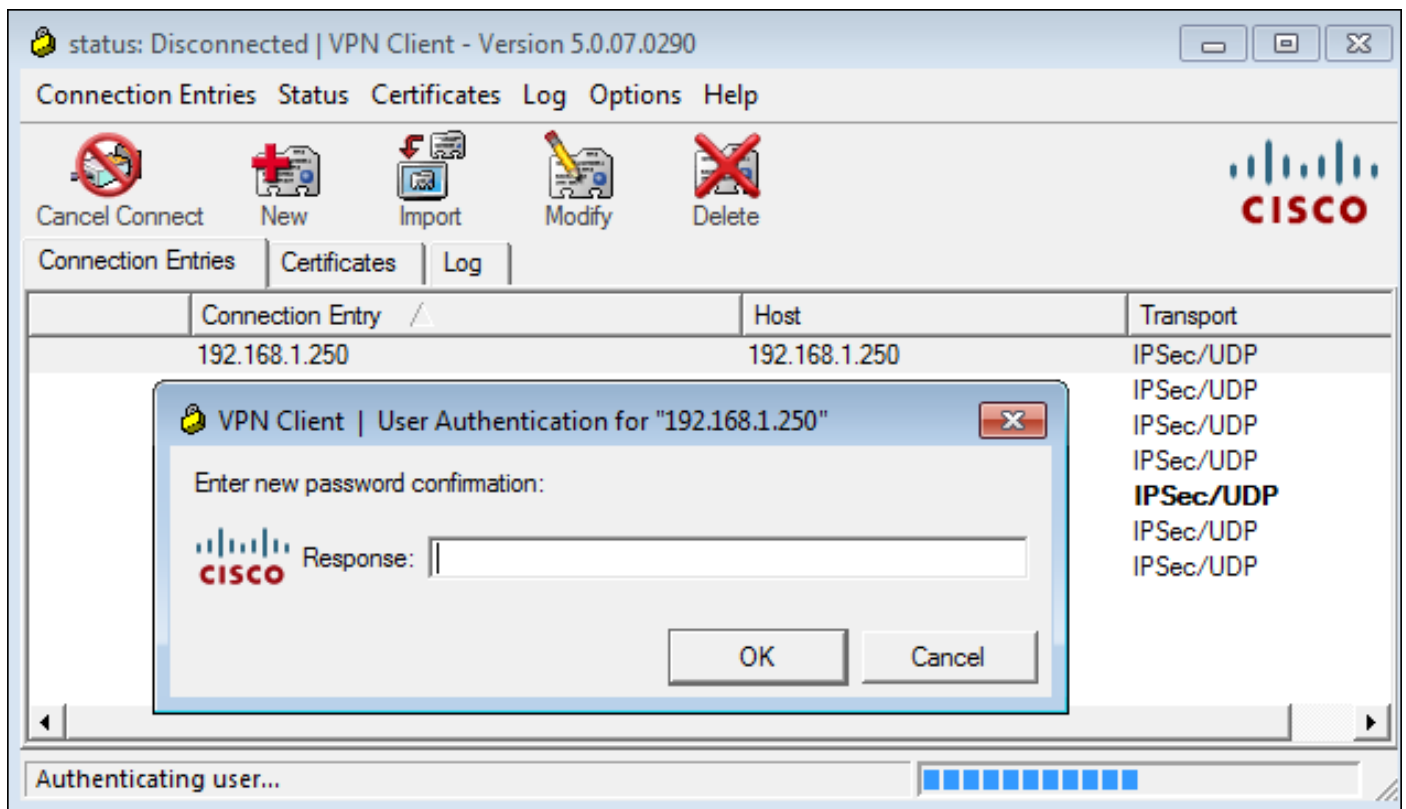 status: Disconnected | VPN Client - Version 5.0.07.0290
Connection Entries Status Certificates Log Options Help
Cancel Connect New Import Modify Delete
CISCO
Connection Entries Certificates Log
Connection Entry Host Transport
192.168.1.250 192.168.1.250 IPSec/UDP
IPSec/UDP
VPN Client | User Authentication for "192.168.1.250"
IPSec/UDP
IPSec/UDP
Enter new password confirmation:
IPSec/UDP
IPSec/UDP
CISCO Response:
IPSec/UDP
OK Cancel
Authenticating user...